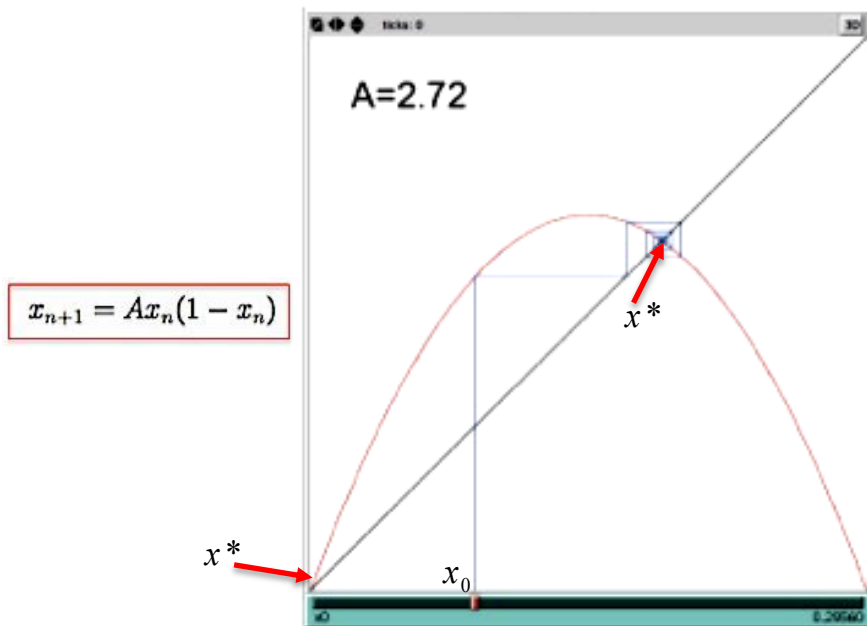 ticks: 0
3D
A=2.72
x_{n+1} = Ax_n(1 − x_n)
x*
x*
x_0
x0
0.29560